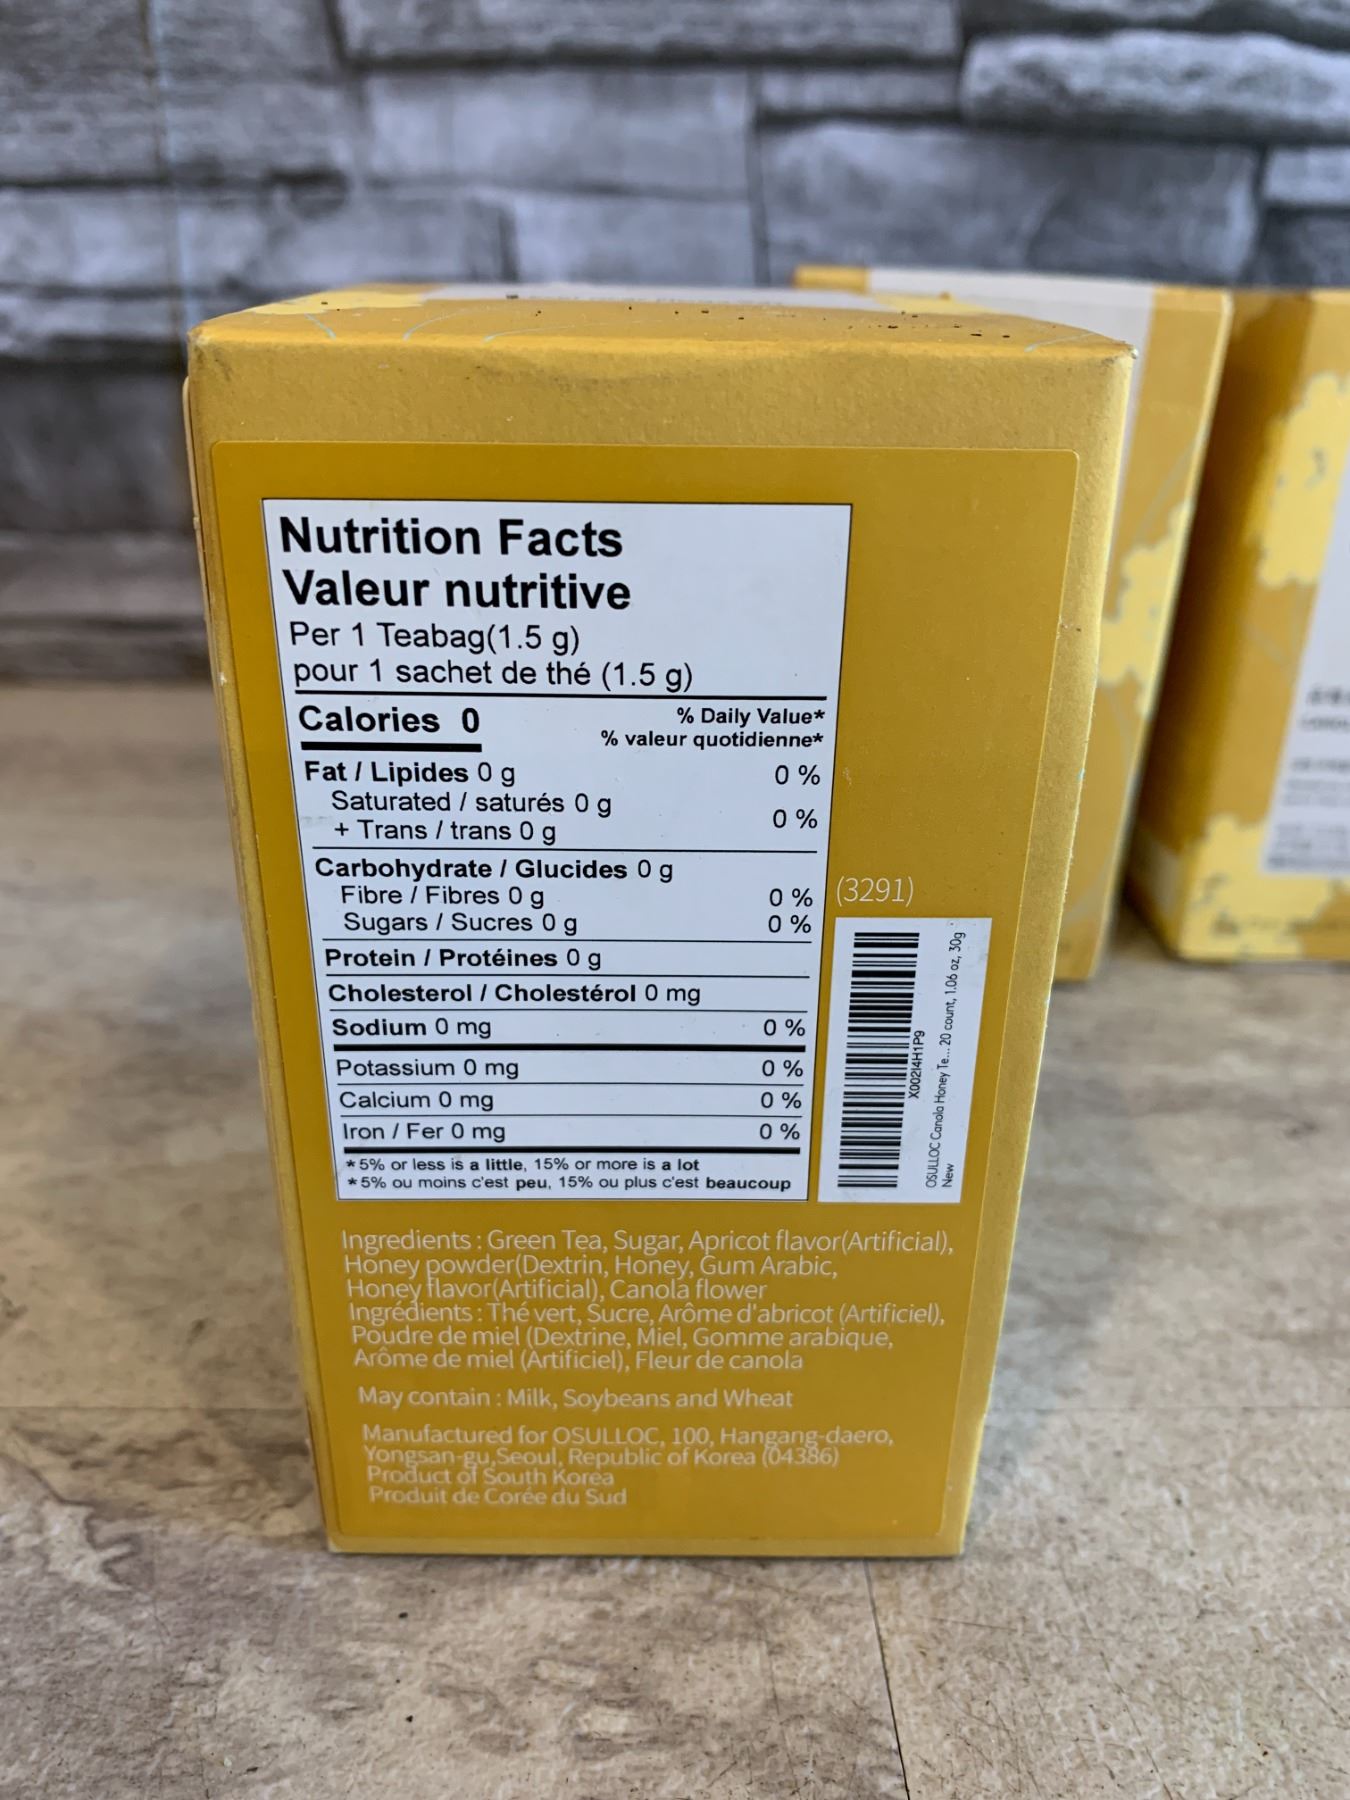 Nutrition Facts
Valeur nutritive
Per 1 Teabag(1.5 g)
pour 1 sachet de thé (1.5 g)
Calories 0
% Daily Value*
% valeur quotidienne*
Fat / Lipides 0 g 0 %
Saturated / saturés 0 g
+ Trans / trans 0 g 0 %
Carbohydrate / Glucides 0 g
Fibre / Fibres 0 g 0 %
Sugars / Sucres 0 g 0 %
Protein / Protéines 0 g
Cholesterol / Cholestérol 0 mg
Sodium 0 mg 0 %
Potassium 0 mg 0 %
Calcium 0 mg 0 %
Iron / Fer 0 mg 0 %
*5% or less is a little, 15% or more is a lot
*5% ou moins c'est peu, 15% ou plus c'est beaucoup
(3291)
X002I4H1P9
OSULLOC Canola Honey Te... 20 count, 1.06 oz, 30g
New
Ingredients : Green Tea, Sugar, Apricot flavor(Artificial),
Honey powder(Dextrin, Honey, Gum Arabic,
Honey flavor(Artificial), Canola flower
Ingrédients : Thé vert, Sucre, Arôme d'abricot (Artificiel),
Poudre de miel (Dextrine, Miel, Gomme arabique,
Arôme de miel (Artificiel), Fleur de canola
May contain : Milk, Soybeans and Wheat
Manufactured for OSULLOC, 100, Hangang-daero,
Yongsan-gu,Seoul, Republic of Korea (04386)
Product of South Korea
Produit de Corée du Sud